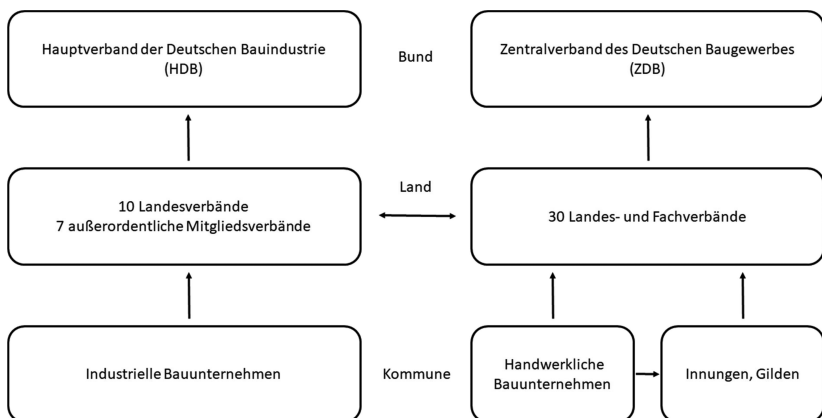 Hauptverband der Deutschen Bauindustrie
(HDB)
Bund
Zentralverband des Deutschen Baugewerbes
(ZDB)
10 Landesverbände
7 außerordentliche Mitgliedsverbände
Land
30 Landes- und Fachverbände
Industrielle Bauunternehmen
Kommune
Handwerkliche
Bauunternehmen
Innungen, Gilden